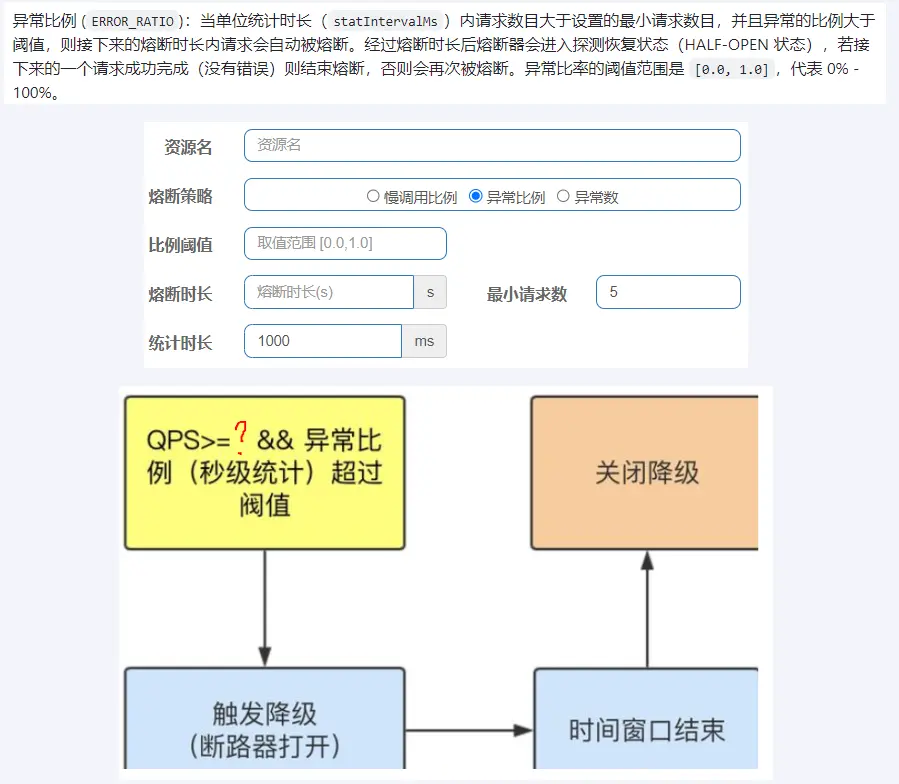 异常比例 (ERROR_RATIO)：当单位统计时长（statIntervalMs）内请求数目大于设置的最小请求数目，并且异常的比例大于
阈值，则接下来的熔断时长内请求会自动被熔断。经过熔断时长后熔断器会进入探测恢复状态（HALF-OPEN 状态），若接
下来的一个请求成功完成（没有错误）则结束熔断，否则会再次被熔断。异常比率的阈值范围是 [0.0, 1.0]，代表 0% -
100%。
资源名 资源名
熔断策略 慢调用比例 异常比例 异常数
比例阈值 取值范围 [0.0,1.0]
熔断时长 熔断时长(s) s 最小请求数 5
统计时长 1000 ms
QPS>=? && 异常比
例（秒级统计）超过
阀值
关闭降级
触发降级
（断路器打开）
时间窗口结束